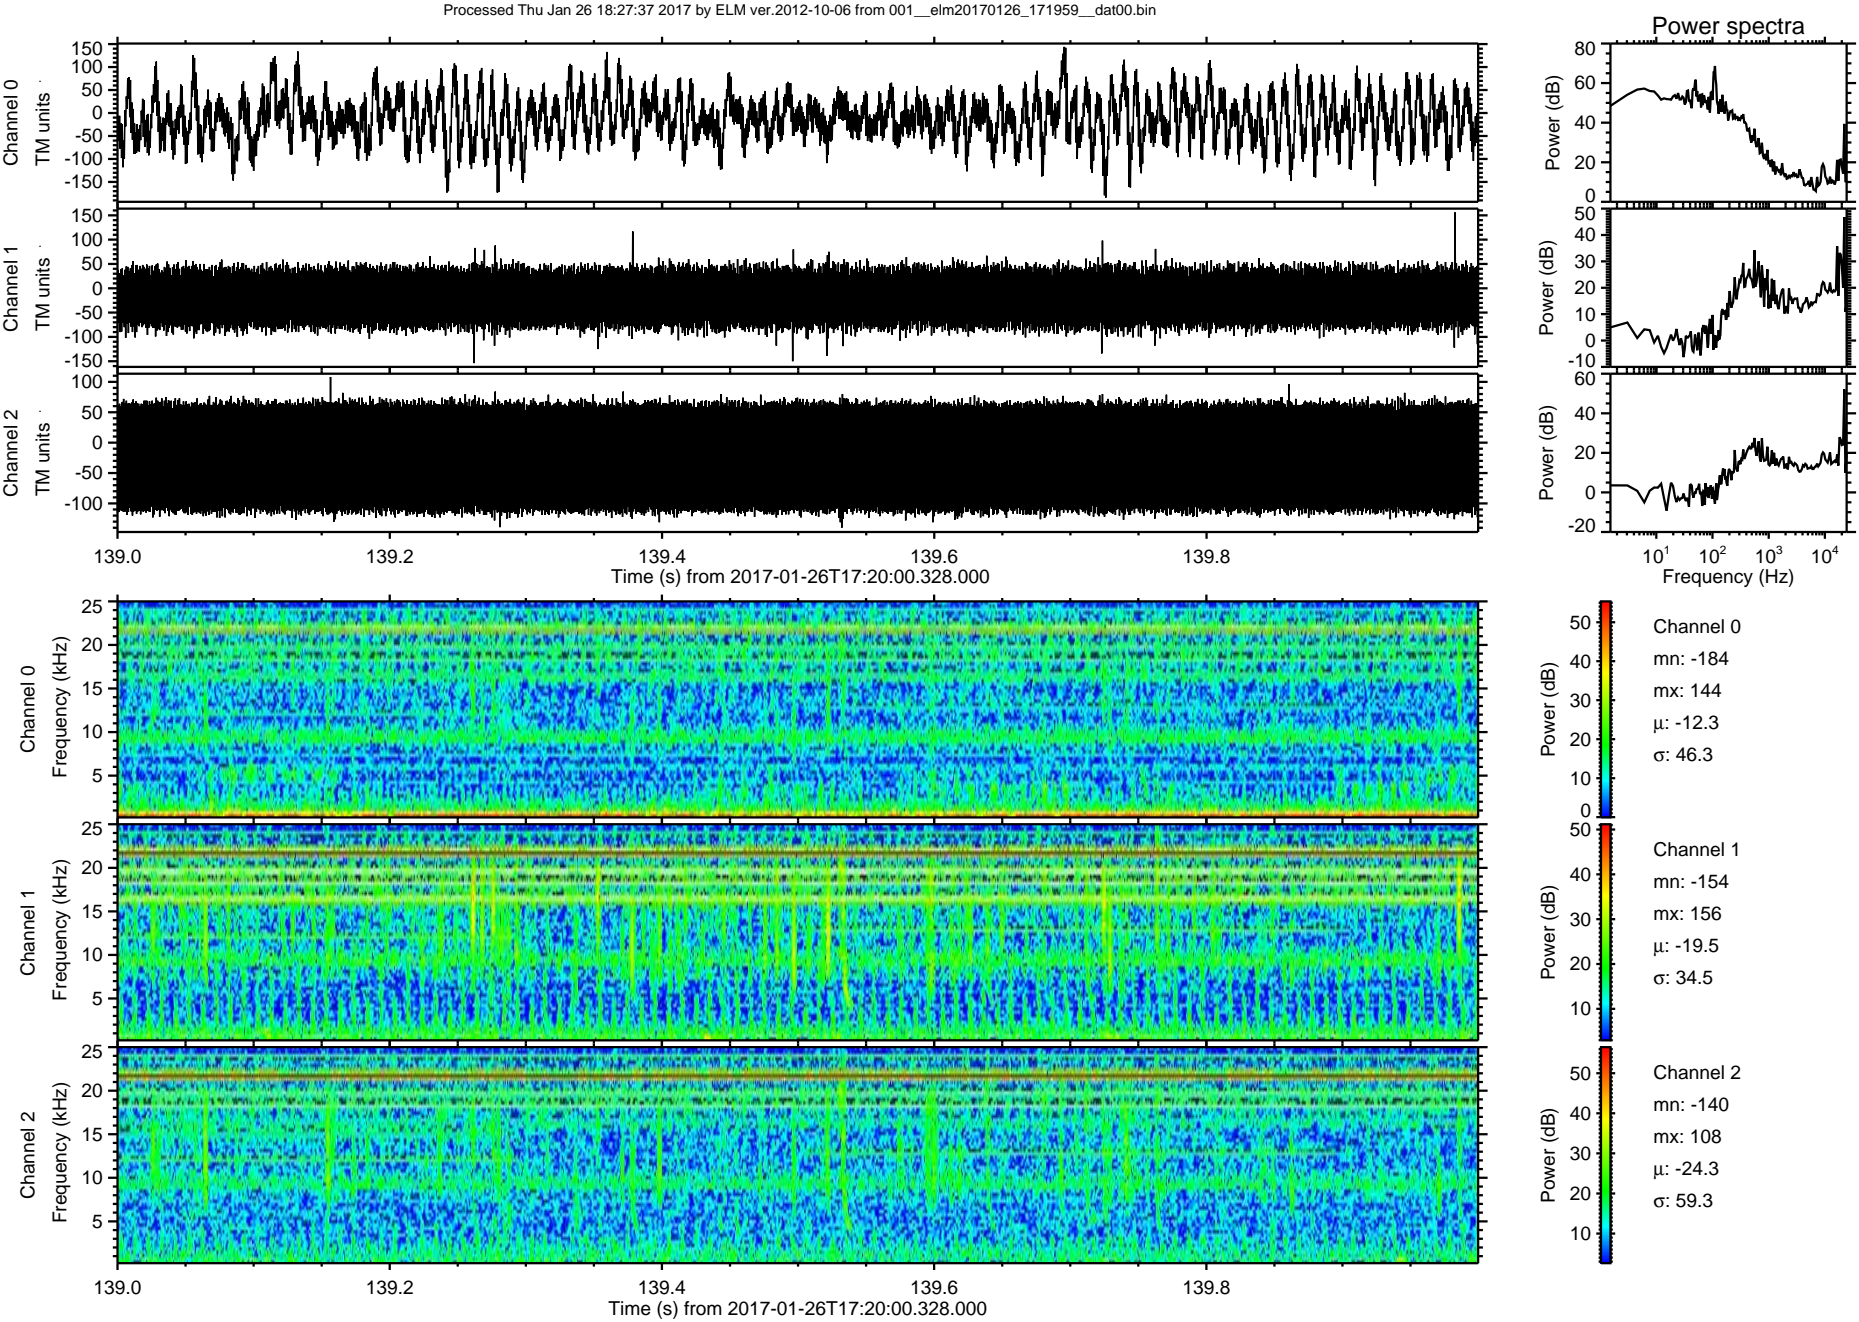 Processed Thu Jan 26 18:27:37 2017 by ELM ver.2012-10-06 from 001__elm20170126_171959__dat00.bin
Power spectra
Channel 0
TM units
150
100
50
0
-50
-100
-150
Power (dB)
80
60
40
20
0
Channel 1
TM units
150
100
50
0
-50
-100
-150
Power (dB)
50
40
30
20
10
0
-10
Channel 2
TM units
100
50
0
-50
-100
Power (dB)
60
40
20
0
-20
139.0 139.2 139.4 139.6 139.8
Time (s) from 2017-01-26T17:20:00.328.000
10¹ 10² 10³ 10⁴
Frequency (Hz)
Channel 0
Frequency (kHz)
25
20
15
10
5
Power (dB)
50
40
30
20
10
0
Channel 0
mn: -184
mx: 144
μ: -12.3
σ: 46.3
Channel 1
Frequency (kHz)
25
20
15
10
5
Power (dB)
50
40
30
20
10
Channel 1
mn: -154
mx: 156
μ: -19.5
σ: 34.5
Channel 2
Frequency (kHz)
25
20
15
10
5
Power (dB)
50
40
30
20
10
Channel 2
mn: -140
mx: 108
μ: -24.3
σ: 59.3
139.0 139.2 139.4 139.6 139.8
Time (s) from 2017-01-26T17:20:00.328.000